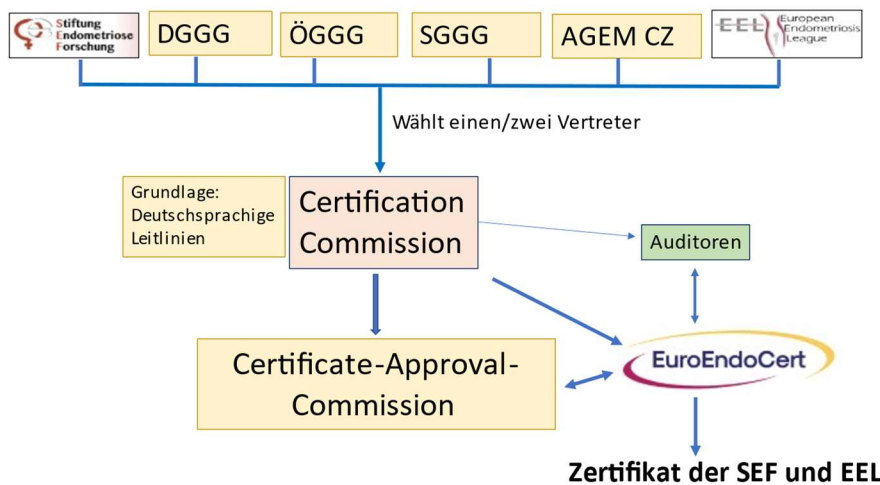 Stiftung
Endometriose
Forschung
DGGG
ÖGGG
SGGG
AGEM CZ
EEL
European
Endometriosis
League
Wählt einen/zwei Vertreter
Grundlage:
Deutschsprachige
Leitlinien
Certification
Commission
Auditoren
Certificate-Approval-
Commission
EuroEndoCert
Zertifikat der SEF und EEL